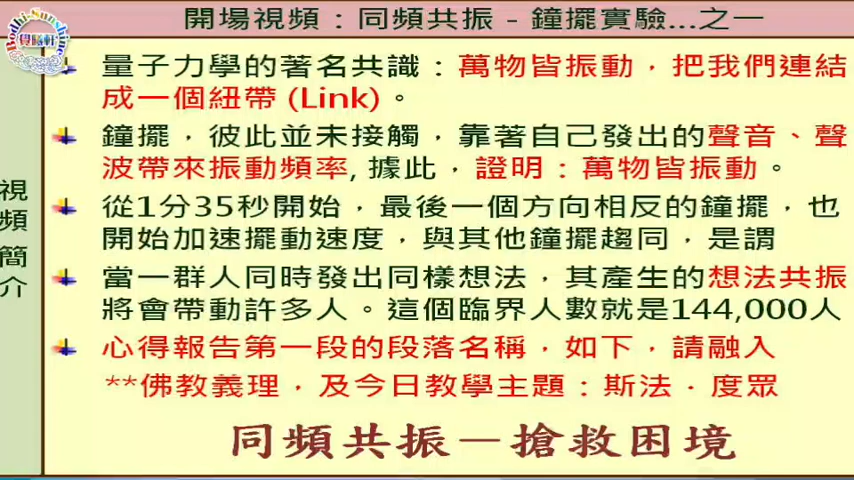 開場視頻：同頻共振 - 鐘擺實驗...之一
Bodhi-Sunshine
覺曦軒
量子力學的著名共識：萬物皆振動，把我們連結
成一個紐帶 (Link)。
鐘擺，彼此並未接觸，靠著自己發出的聲音、聲
波帶來振動頻率, 據此，證明：萬物皆振動。
從1分35秒開始，最後一個方向相反的鐘擺，也
開始加速擺動速度，與其他鐘擺趨同，是謂
當一群人同時發出同樣想法，其產生的想法共振
將會帶動許多人。這個臨界人數就是144,000人
心得報告第一段的段落名稱，如下，請融入
**佛教義理，及今日教學主題：斯法．度眾
同頻共振－搶救困境
視頻簡介